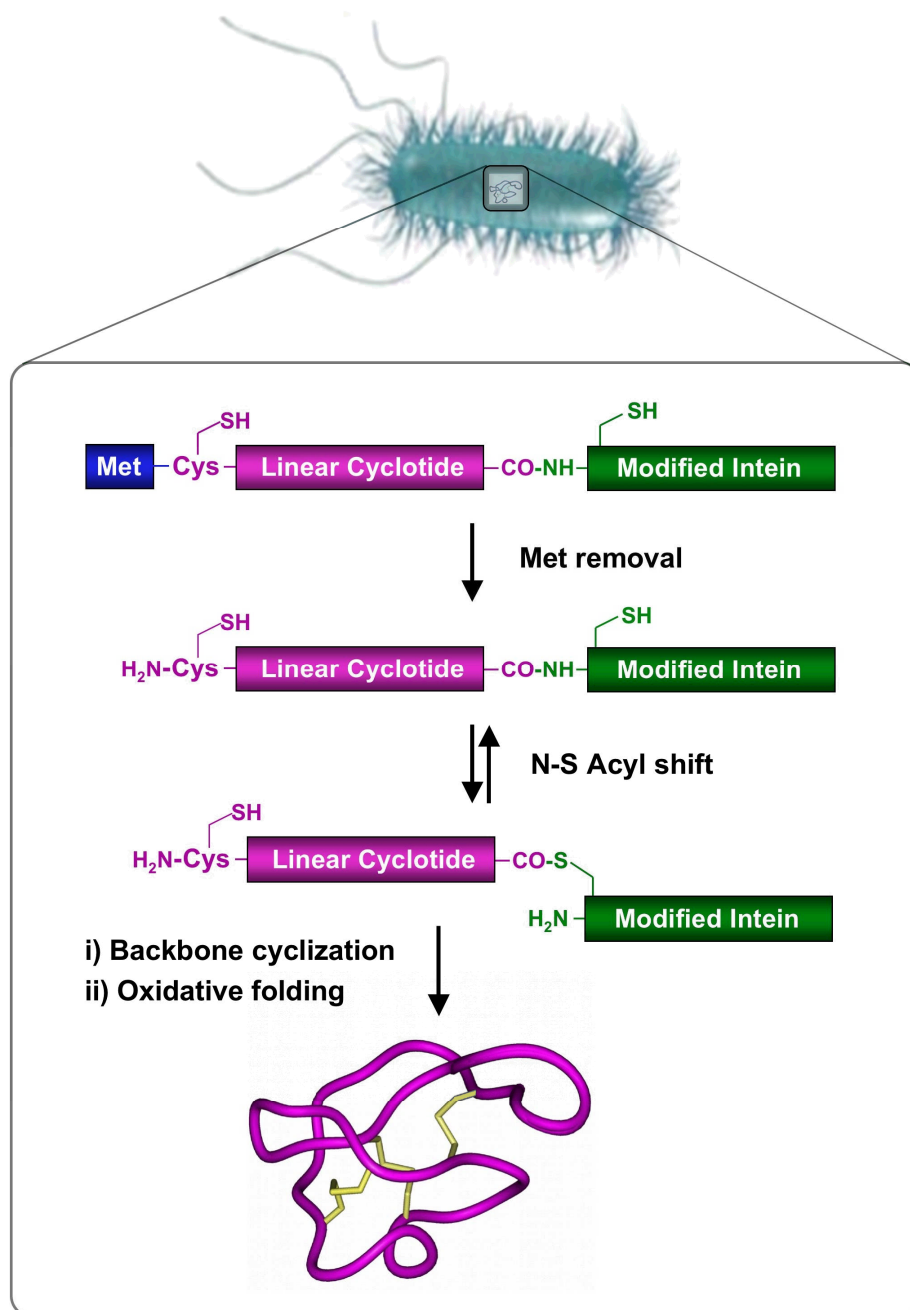 SH
SH
Met
Cys
Linear Cyclotide
CO-NH
Modified Intein
Met removal
SH
SH
H₂N-Cys
Linear Cyclotide
CO-NH
Modified Intein
N-S Acyl shift
SH
H₂N-Cys
Linear Cyclotide
CO-S
H₂N
Modified Intein
i) Backbone cyclization
ii) Oxidative folding